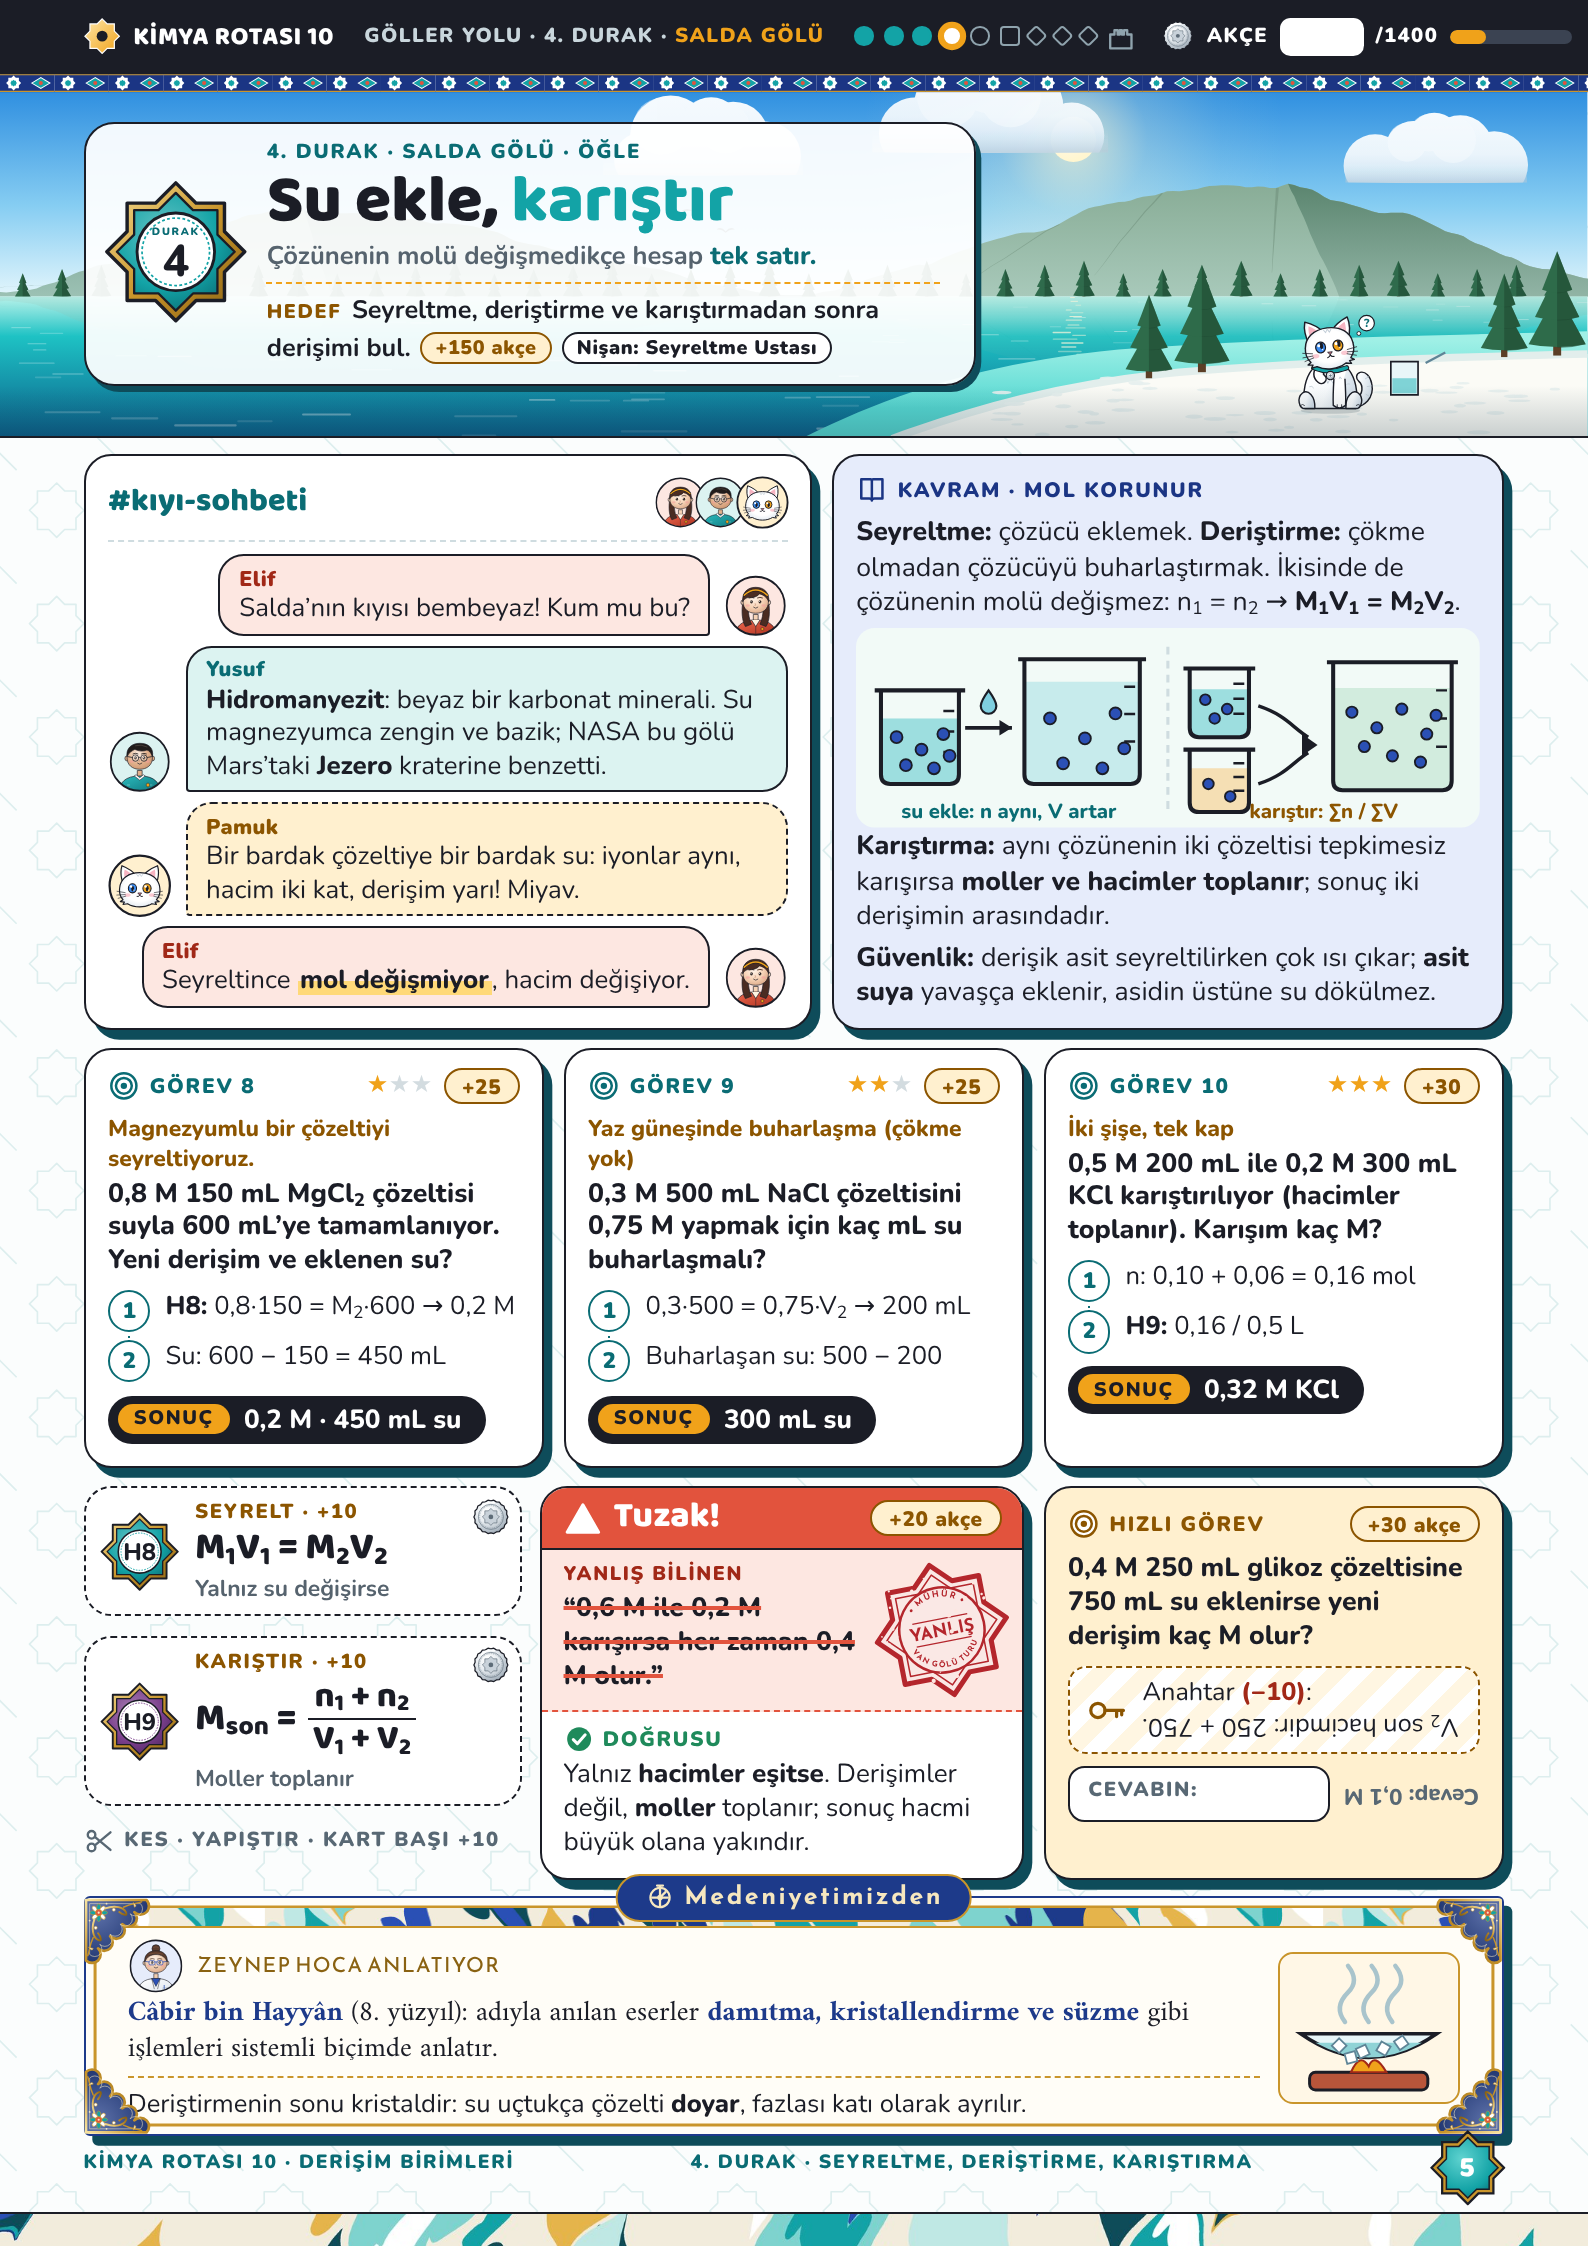 KİMYA ROTASI 10
GÖLLER YOLU · 4. DURAK · SALDA GÖLÜ
AKÇE /1400
4. DURAK · SALDA GÖLÜ · ÖĞLE
DURAK
4
Su ekle, karıştır
Çözünenin molü değişmedikçe hesap tek satır.
HEDEF Seyreltme, deriştirme ve karıştırmadan sonra
derişimi bul. +150 akçe Nişan: Seyreltme Ustası
?
#kıyı-sohbeti
Elif
Salda’nın kıyısı bembeyaz! Kum mu bu?
Yusuf
Hidromanyezit: beyaz bir karbonat minerali. Su
magnezyumca zengin ve bazik; NASA bu gölü
Mars’taki Jezero kraterine benzetti.
Pamuk
Bir bardak çözeltiye bir bardak su: iyonlar aynı,
hacim iki kat, derişim yarı! Miyav.
Elif
Seyreltince mol değişmiyor, hacim değişiyor.
KAVRAM · MOL KORUNUR
Seyreltme: çözücü eklemek. Deriştirme: çökme
olmadan çözücüyü buharlaştırmak. İkisinde de
çözünenin molü değişmez: n₁ = n₂ → M₁V₁ = M₂V₂.
su ekle: n aynı, V artar
karıştır: ∑n / ∑V
Karıştırma: aynı çözünenin iki çözeltisi tepkimesiz
karışırsa moller ve hacimler toplanır; sonuç iki
derişimin arasındadır.
Güvenlik: derişik asit seyreltilirken çok ısı çıkar; asit
suya yavaşça eklenir, asidin üstüne su dökülmez.
GÖREV 8 ★★★ +25
Magnezyumlu bir çözeltiyi
seyreltiyoruz.
0,8 M 150 mL MgCl₂ çözeltisi
suyla 600 mL’ye tamamlanıyor.
Yeni derişim ve eklenen su?
1 H8: 0,8·150 = M₂·600 → 0,2 M
2 Su: 600 − 150 = 450 mL
SONUÇ 0,2 M · 450 mL su
GÖREV 9 ★★★ +25
Yaz güneşinde buharlaşma (çökme
yok)
0,3 M 500 mL NaCl çözeltisini
0,75 M yapmak için kaç mL su
buharlaşmalı?
1 0,3·500 = 0,75·V₂ → 200 mL
2 Buharlaşan su: 500 − 200
SONUÇ 300 mL su
GÖREV 10 ★★★ +30
İki şişe, tek kap
0,5 M 200 mL ile 0,2 M 300 mL
KCl karıştırılıyor (hacimler
toplanır). Karışım kaç M?
1 n: 0,10 + 0,06 = 0,16 mol
2 H9: 0,16 / 0,5 L
SONUÇ 0,32 M KCl
H8
SEYRELT · +10
M₁V₁ = M₂V₂
Yalnız su değişirse
H9
KARIŞTIR · +10
Mson = n₁ + n₂ / V₁ + V₂
Moller toplanır
KES · YAPIŞTIR · KART BAŞI +10
Tuzak! +20 akçe
YANLIŞ BİLİNEN
“0,6 M ile 0,2 M
karışırsa her zaman 0,4
M olur.”
MÜHÜR
YANLIŞ
VAN GÖLÜ TURU
DOĞRUSU
Yalnız hacimler eşitse. Derişimler
değil, moller toplanır; sonuç hacmi
büyük olana yakındır.
HIZLI GÖREV +30 akçe
0,4 M 250 mL glikoz çözeltisine
750 mL su eklenirse yeni
derişim kaç M olur?
Anahtar (−10):
V₂ son hacimdir: 250 + 750.
CEVABIN:
Cevap: 0,1 M
Medeniyetimizden
ZEYNEP HOCA ANLATIYOR
Câbir bin Hayyân (8. yüzyıl): adıyla anılan eserler damıtma, kristallendirme ve süzme gibi
işlemleri sistemli biçimde anlatır.
Deriştirmenin sonu kristaldir: su uçtukça çözelti doyar, fazlası katı olarak ayrılır.
KİMYA ROTASI 10 · DERİŞİM BİRİMLERİ
4. DURAK · SEYRELTME, DERİŞTİRME, KARIŞTIRMA
5